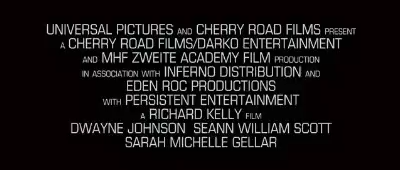 UNIVERSAL PICTURES AND CHERRY ROAD FILMS PRESENT
A CHERRY ROAD FILMS/DARKO ENTERTAINMENT
AND MHF ZWEITE ACADEMY FILM PRODUCTION
IN ASSOCIATION WITH INFERNO DISTRIBUTION AND
EDEN ROC PRODUCTIONS
WITH PERSISTENT ENTERTAINMENT
A RICHARD KELLY FILM
DWAYNE JOHNSON SEANN WILLIAM SCOTT
SARAH MICHELLE GELLAR